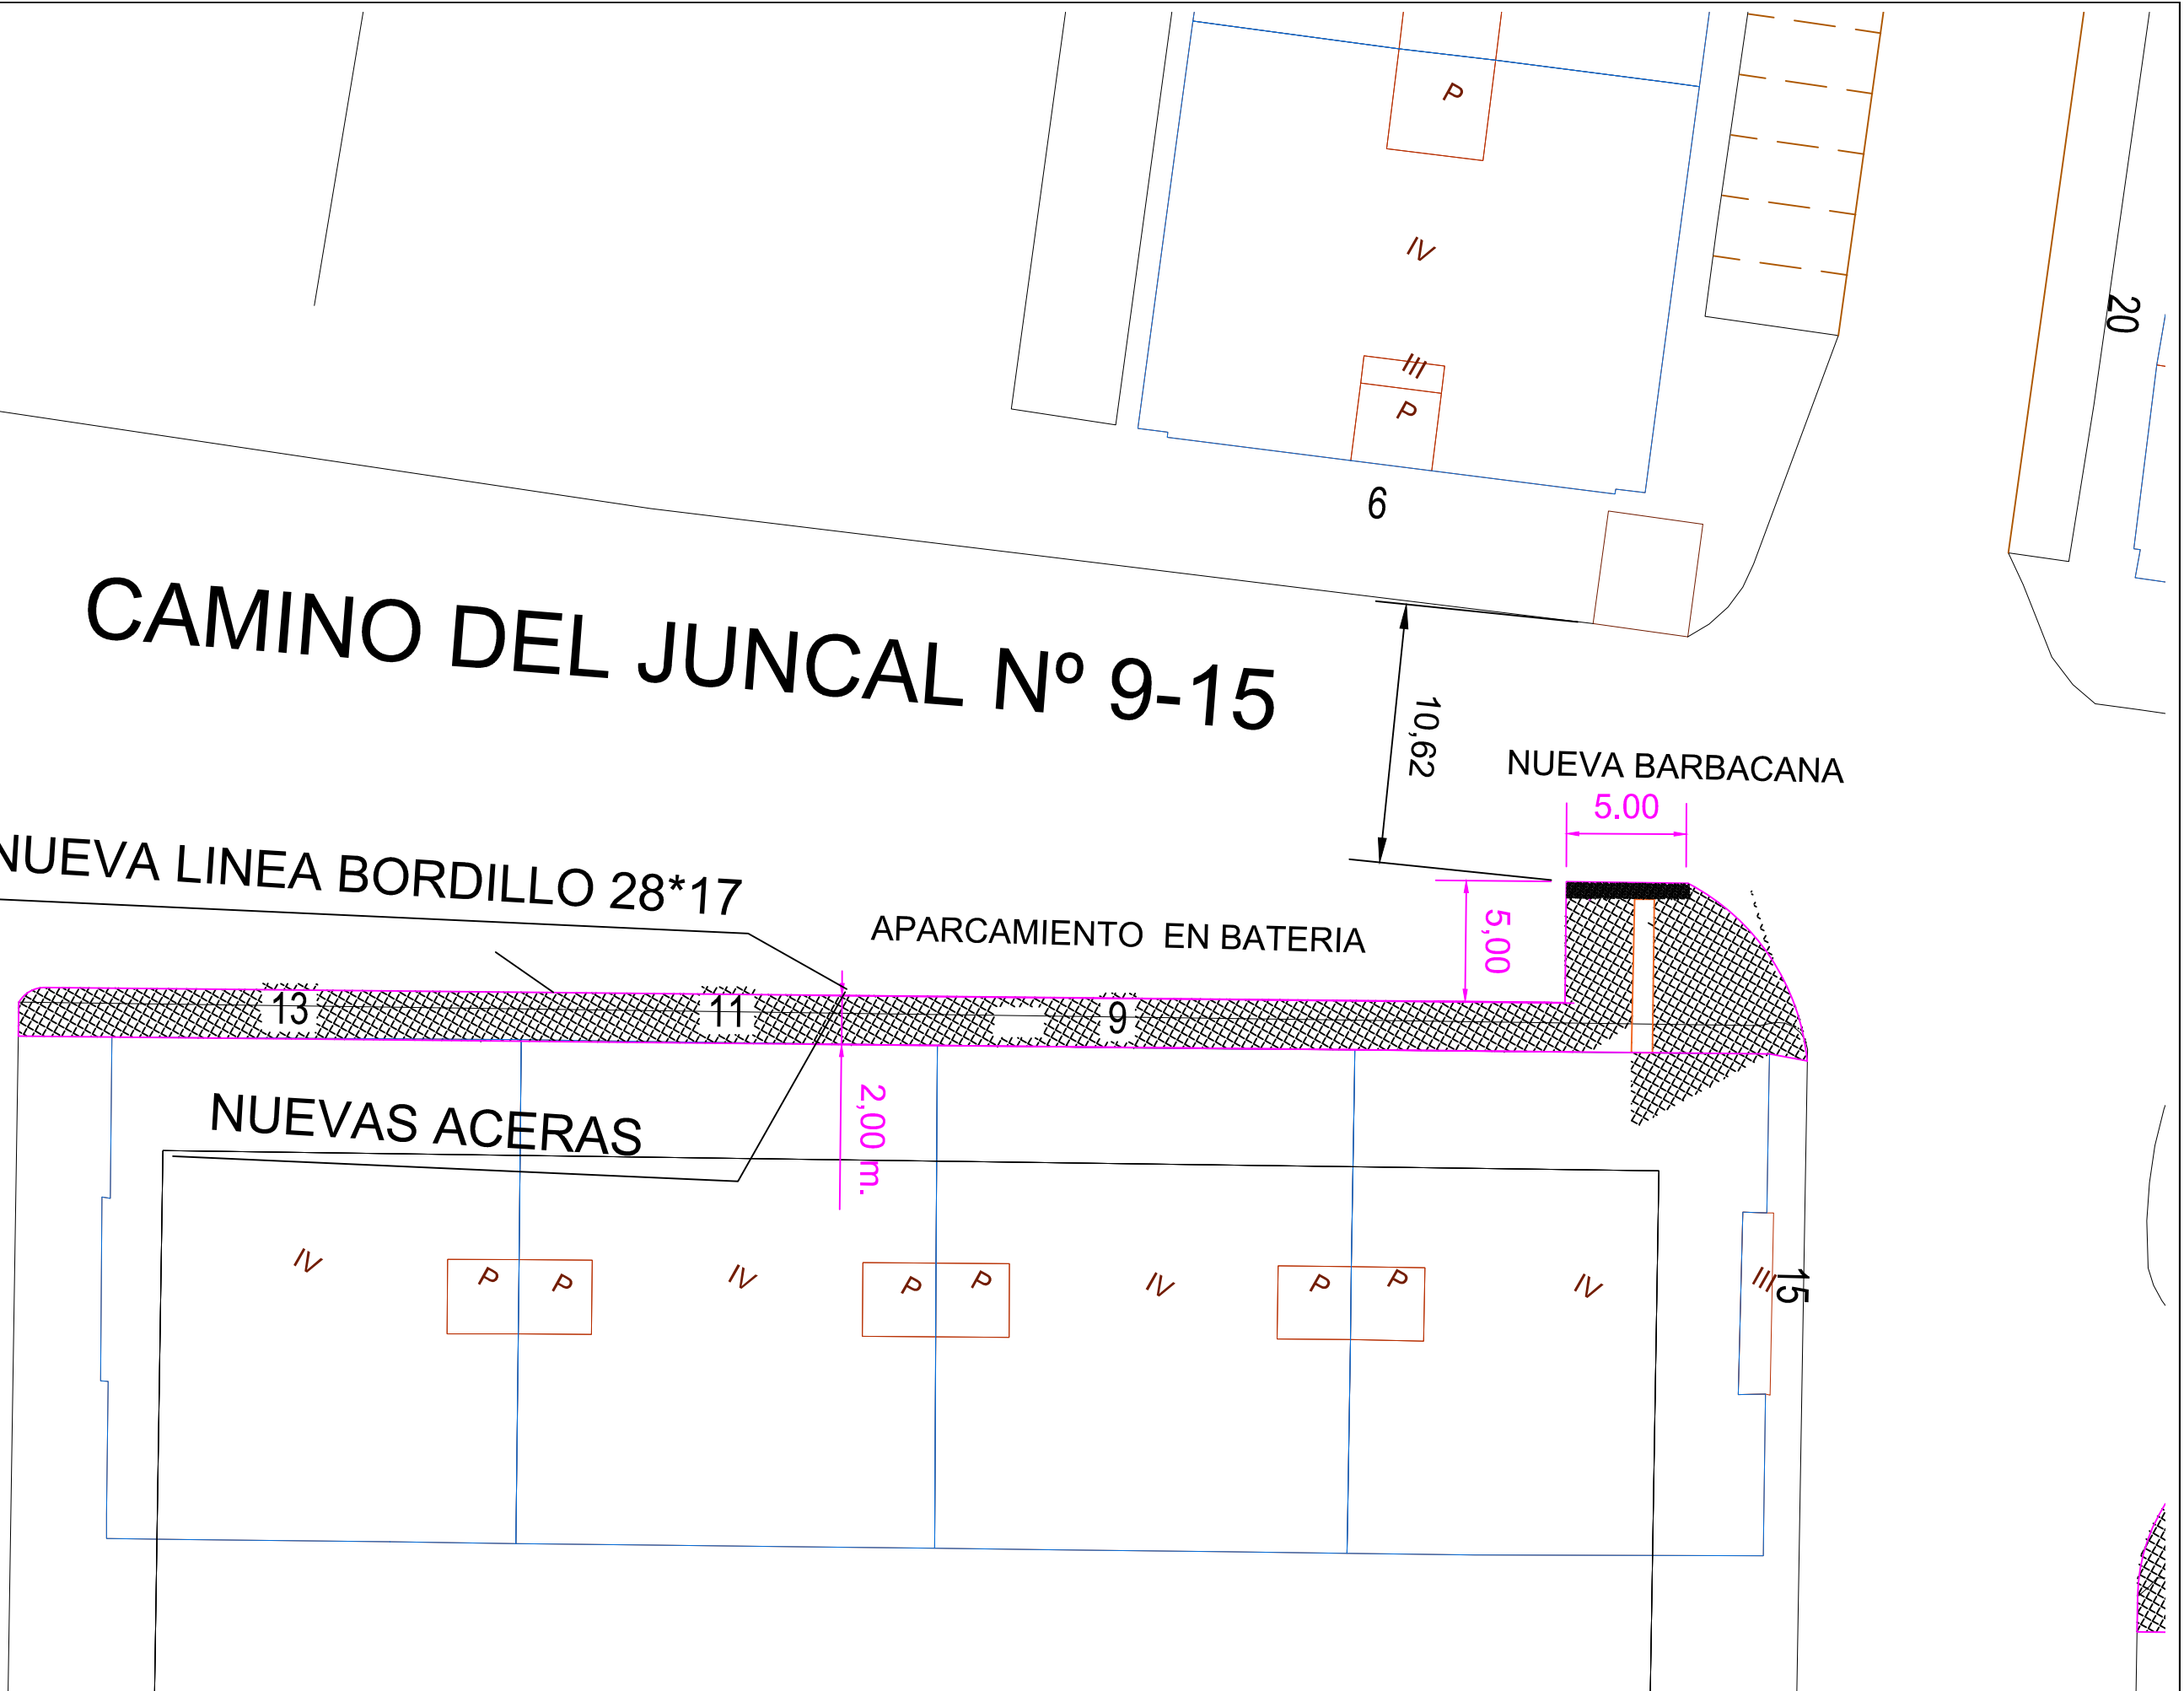 P
IV
III
P
20
6
CAMINO DEL JUNCAL Nº 9-15
10,62
NUEVA BARBACANA
5.00
NUEVA LINEA BORDILLO 28*17
APARCAMIENTO EN BATERIA
5,00
13
11
9
NUEVAS ACERAS
2,00 m.
IV
P
P
IV
P
P
IV
P
P
IV
III
15